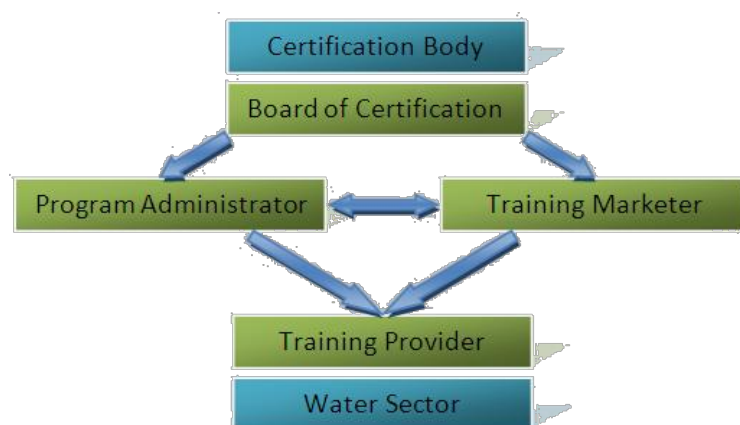 Certification Body
Board of Certification
Program Administrator
Training Marketer
Training Provider
Water Sector